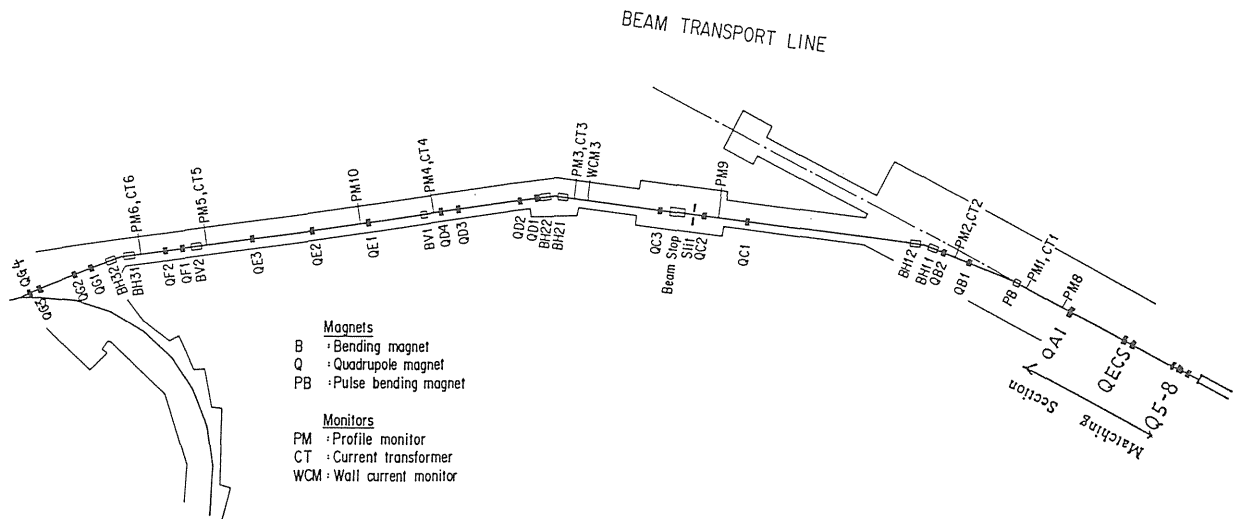 BEAM TRANSPORT LINE
QG4
QG3
QG2
QG1
BH32
BH31
PM6,CT6
QF2
QF1
BV2
PM5,CT5
QE3
QE2
PM10
QE1
BV1
PM4,CT4
QD4
QD3
QD2
QD1
BH22
BH21
PM3,CT3
WCM3
QC3
Beam Stop
Slit
QC2
PM9
QC1
BH12
BH11
QB2
PM2,CT2
QB1
PB
PM1,CT1
PM8
QA1
QECS
Q5-8
Matching
Section
Magnets
B : Bending magnet
Q : Quadrupole magnet
PB : Pulse bending magnet
Monitors
PM : Profile monitor
CT : Current transformer
WCM : Wall current monitor